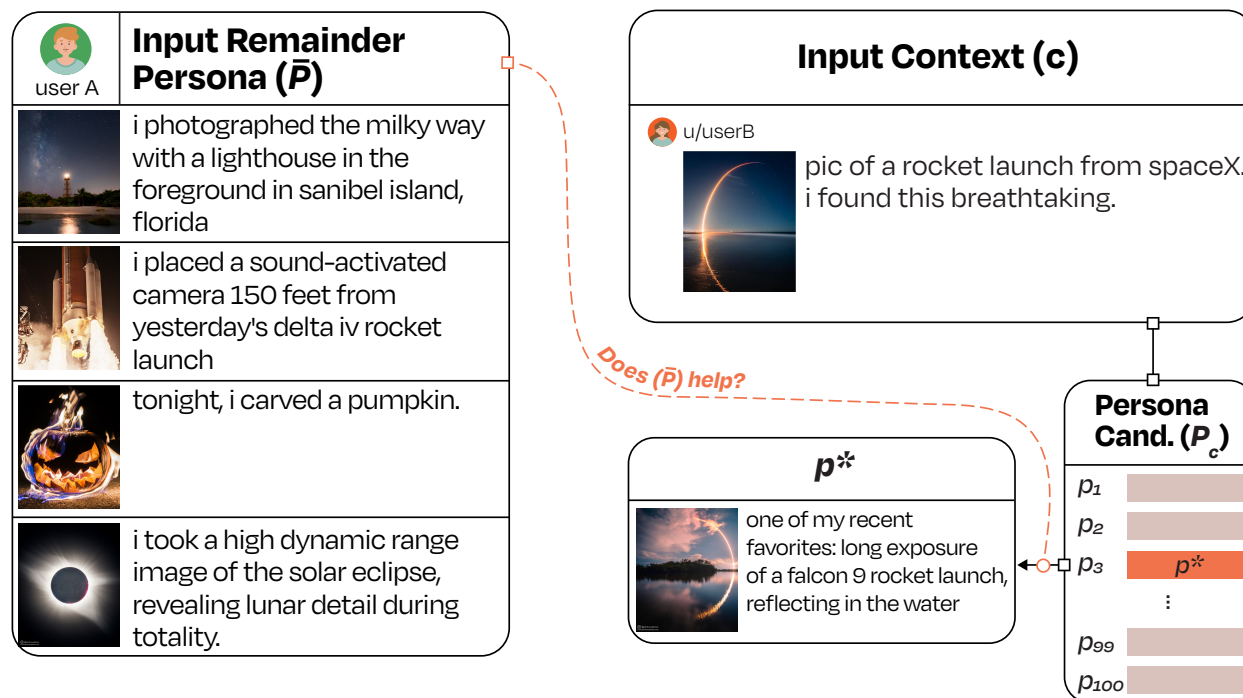 user A
Input Remainder
Persona (P̄)
i photographed the milky way
with a lighthouse in the
foreground in sanibel island,
florida
i placed a sound-activated
camera 150 feet from
yesterday's delta iv rocket
launch
tonight, i carved a pumpkin.
i took a high dynamic range
image of the solar eclipse,
revealing lunar detail during
totality.
Input Context (c)
u/userB
pic of a rocket launch from spaceX.
i found this breathtaking.
Does (P̄) help?
p*
one of my recent
favorites: long exposure
of a falcon 9 rocket launch,
reflecting in the water
Persona
Cand. (Pc)
p1
p2
p3 p*
⋮
p99
p100